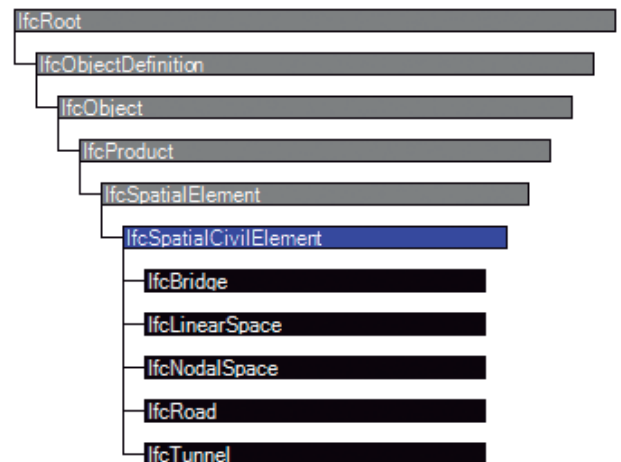 IfcRoot
IfcObjectDefinition
IfcObject
IfcProduct
IfcSpatialElement
IfcSpatialCivilElement
IfcBridge
IfcLinearSpace
IfcNodalSpace
IfcRoad
IfcTunnel